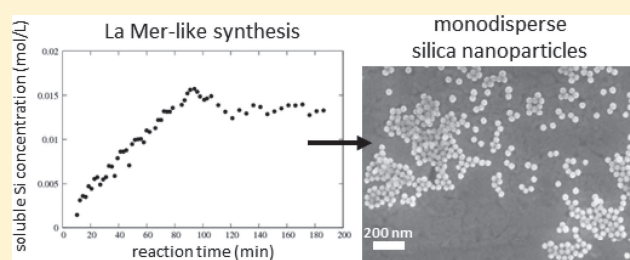 La Mer-like synthesis
monodisperse
silica nanoparticles
soluble Si concentration (mol/L)
0.02
0.015
0.01
0.005
0
0 20 40 60 80 100 120 140 160 180 200
reaction time (min)
200 nm